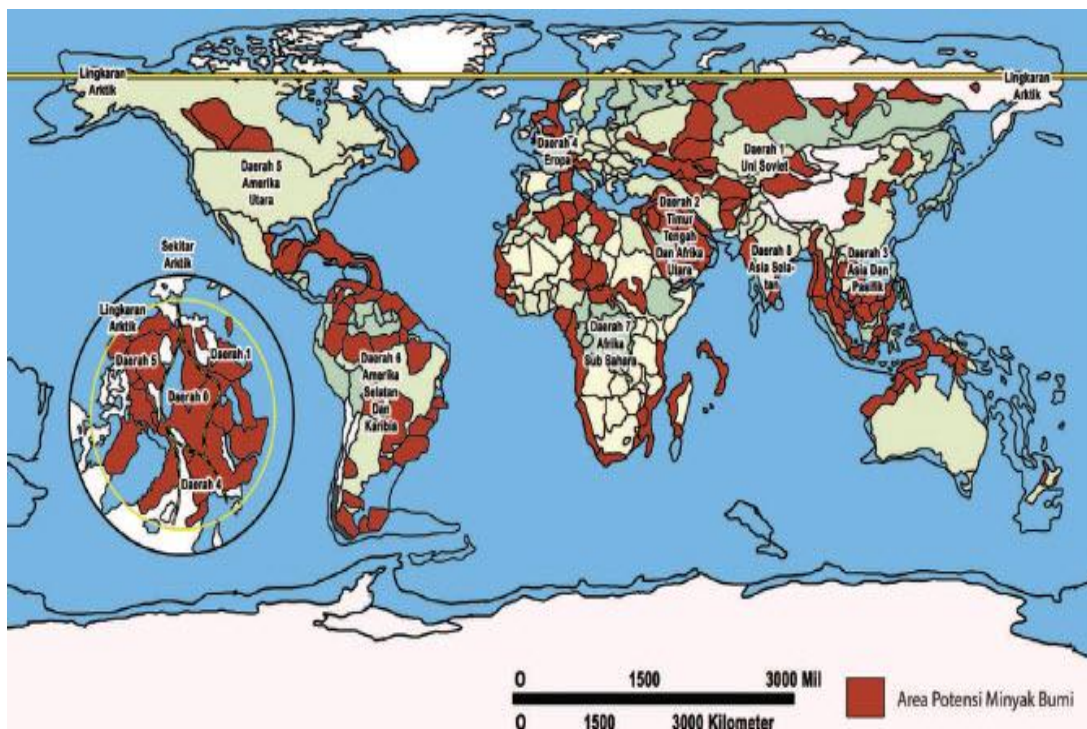 Lingkaran
Arktik
Lingkaran
Arktik
Daerah 4
Eropa
Daerah 1
Uni Soviet
Daerah 5
Amerika
Utara
Daerah 2
Timur
Tengah
Dan Afrika
Utara
Daerah 8
Asia Sela-
tan
Daerah 3
Asia Dan
Pasifik
Sekitar
Arktik
Lingkaran
Arktik
Daerah 5
Daerah 1
Daerah 0
Daerah 4
Daerah 6
Amerika
Selatan
Dan
Karibia
Daerah 7
Afrika
Sub Sahara
0 1500 3000 Mil
0 1500 3000 Kilometer
Area Potensi Minyak Bumi